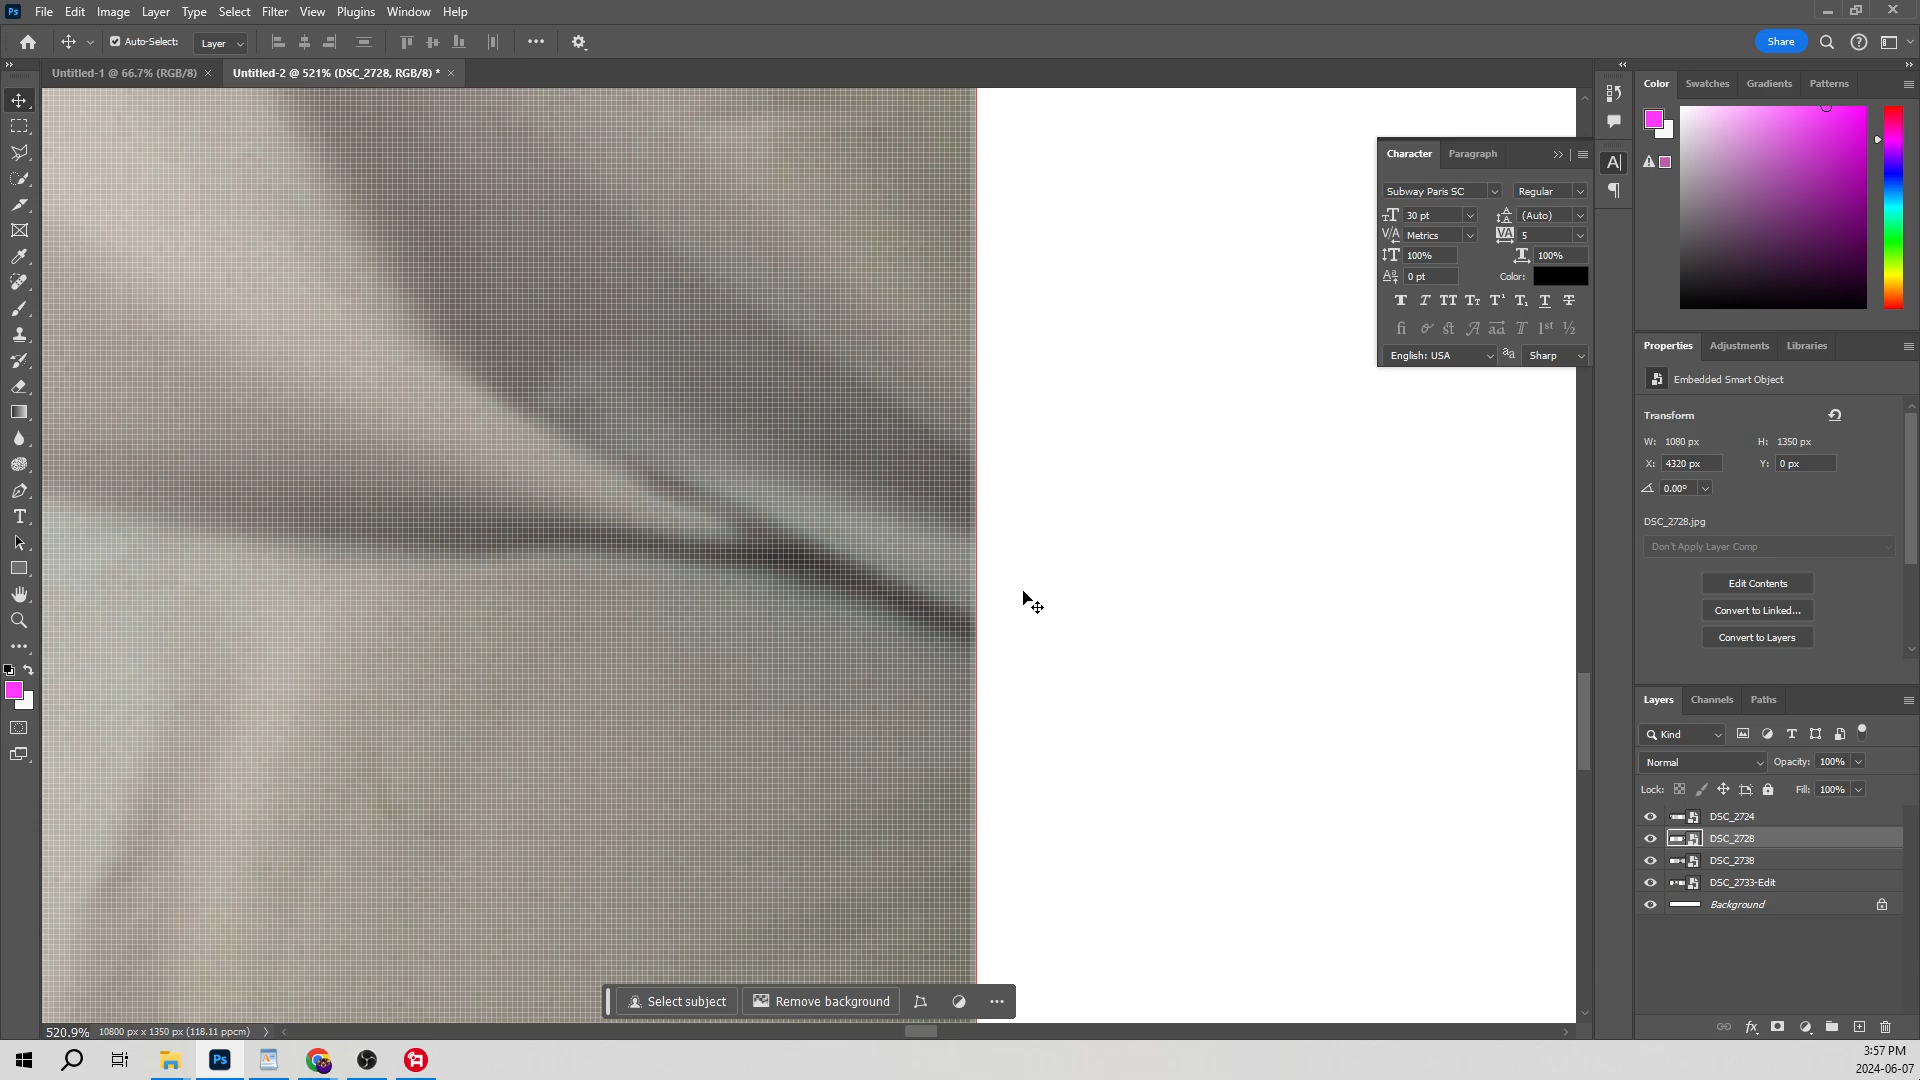 Ps File Edit Image Layer Type Select Filter View Plugins Window Help
Auto-Select: Layer
Share
Untitled-1 @ 66.7% (RGB/8) ×
Untitled-2 @ 521% (DSC_2728, RGB/8) * ×
Color Swatches Gradients Patterns
Character Paragraph
Subway Paris SC Regular
30 pt (Auto)
Metrics 5
100% 100%
0 pt Color:
English: USA Sharp
Properties Adjustments Libraries
Embedded Smart Object
Transform
W: 1080 px H: 1350 px
X: 4320 px Y: 0 px
0.00°
DSC_2728.jpg
Don't Apply Layer Comp
Edit Contents
Convert to Linked...
Convert to Layers
Layers Channels Paths
Kind
Normal Opacity: 100%
Lock: Fill: 100%
DSC_2724
DSC_2728
DSC_2738
DSC_2733-Edit
Background
Select subject Remove background
520.9% 10800 px x 1350 px (118.11 ppcm)
Ps
3:57 PM
2024-06-07